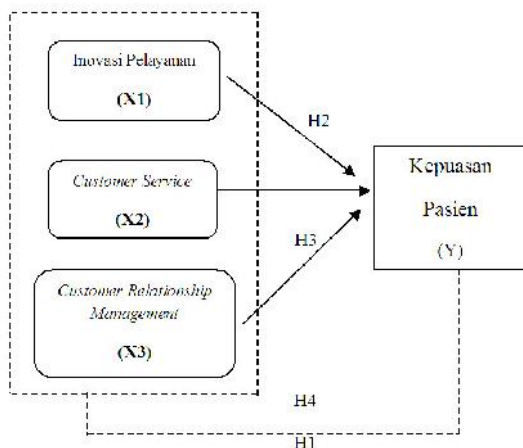 Inovasi Pelayanan
(X1)
H2
Customer Service
(X2)
Kepuasan
Pasien
(Y)
H3
Customer Relationship
Management
(X3)
H4
H1